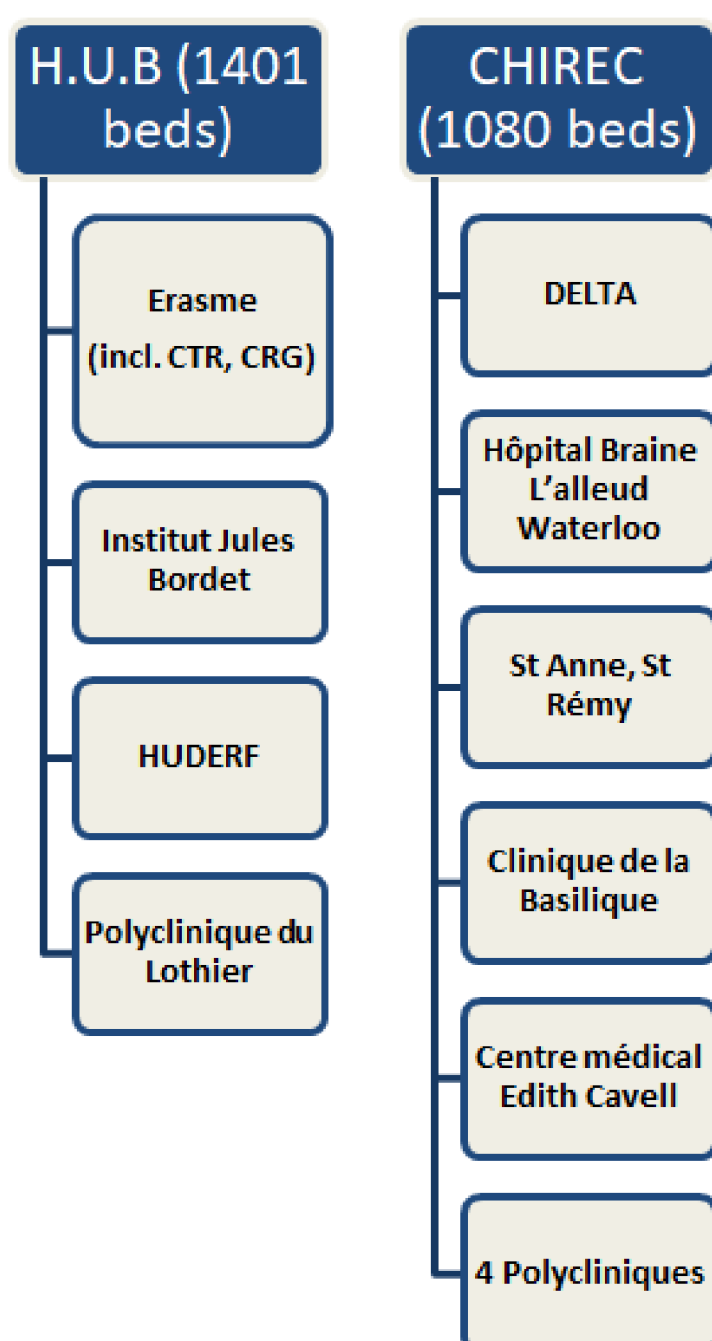 H.U.B (1401
beds)
Erasme
(incl. CTR, CRG)
Institut Jules
Bordet
HUDERF
Polyclinique du
Lothier
CHIREC
(1080 beds)
DELTA
Hôpital Braine
L’alleud
Waterloo
St Anne, St
Rémy
Clinique de la
Basilique
Centre médical
Edith Cavell
4 Polycliniques